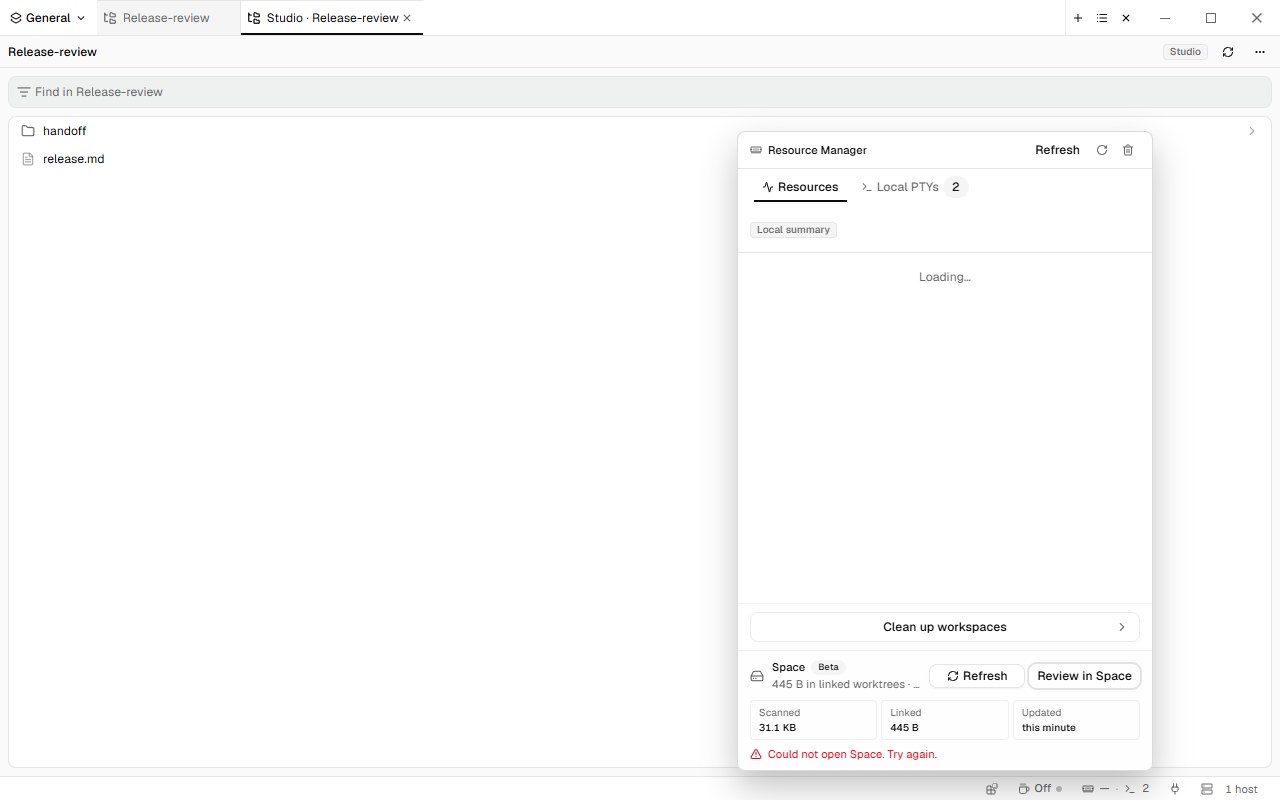 General
Release-review
Studio · Release-review
Release-review
Studio
Find in Release-review
handoff
release.md
Resource Manager
Refresh
Resources
Local PTYs 2
Local summary
Loading…
Clean up workspaces
Space Beta
445 B in linked worktrees · …
Refresh
Review in Space
Scanned
31.1 KB
Linked
445 B
Updated
this minute
Could not open Space. Try again.
Off
— · 2
1 host